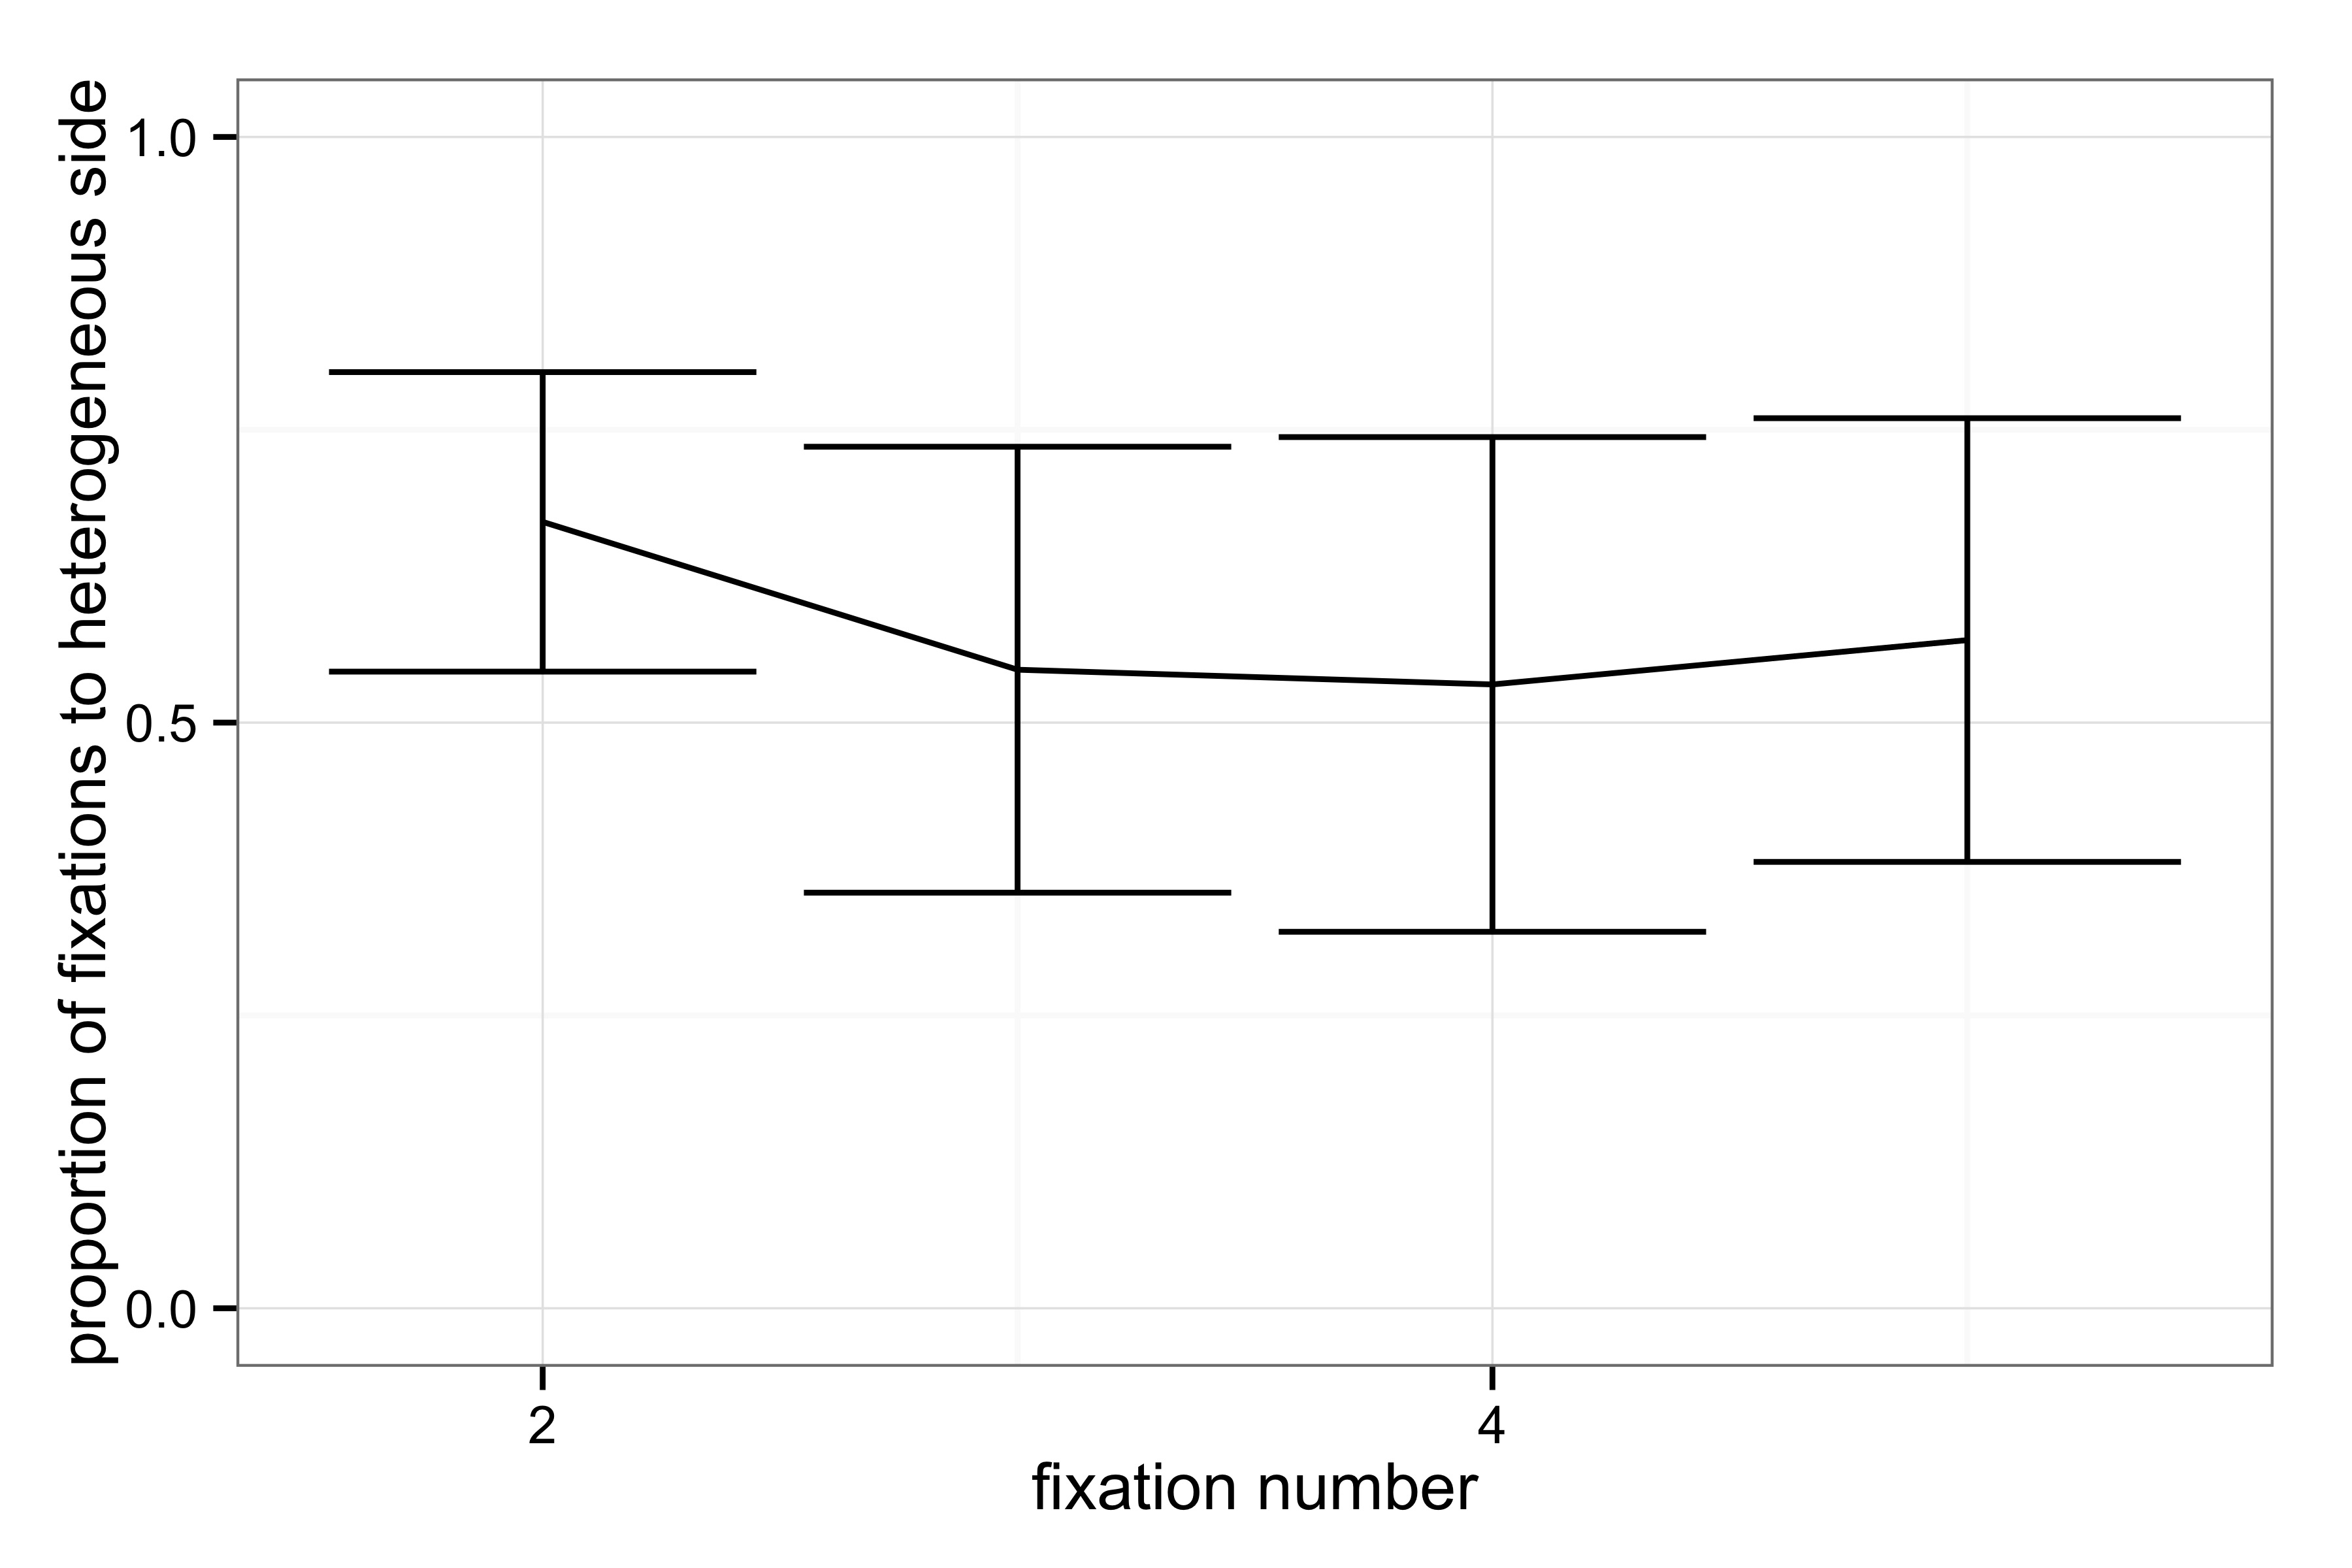 proportion of fixations to heterogeneous side
1.0
0.5
0.0
2
4
fixation number